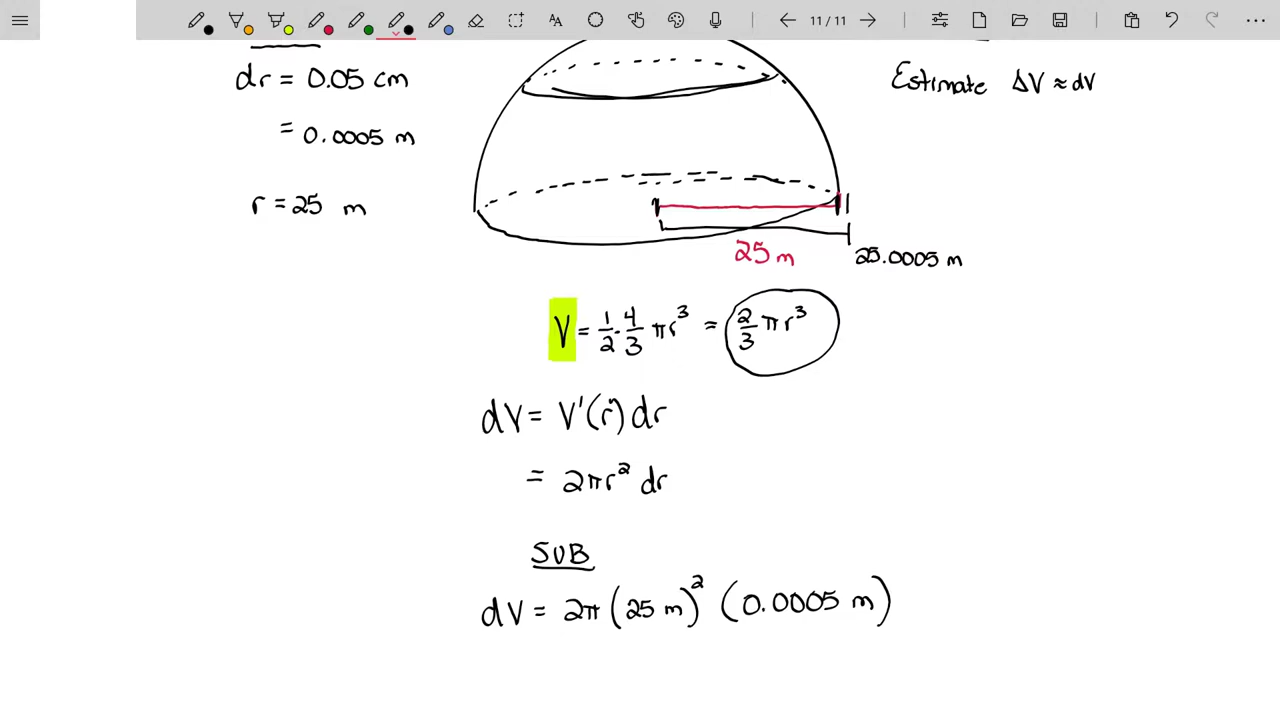 11/11
dr = 0.05 cm
= 0.0005 m
r = 25 m
Estimate ΔV ≈ dV
25 m
25.0005 m
V = 1/2 · 4/3 πr³ = 2/3 πr³
dV = V'(r) dr
= 2πr² dr
SUB
dV = 2π (25 m)² (0.0005 m)